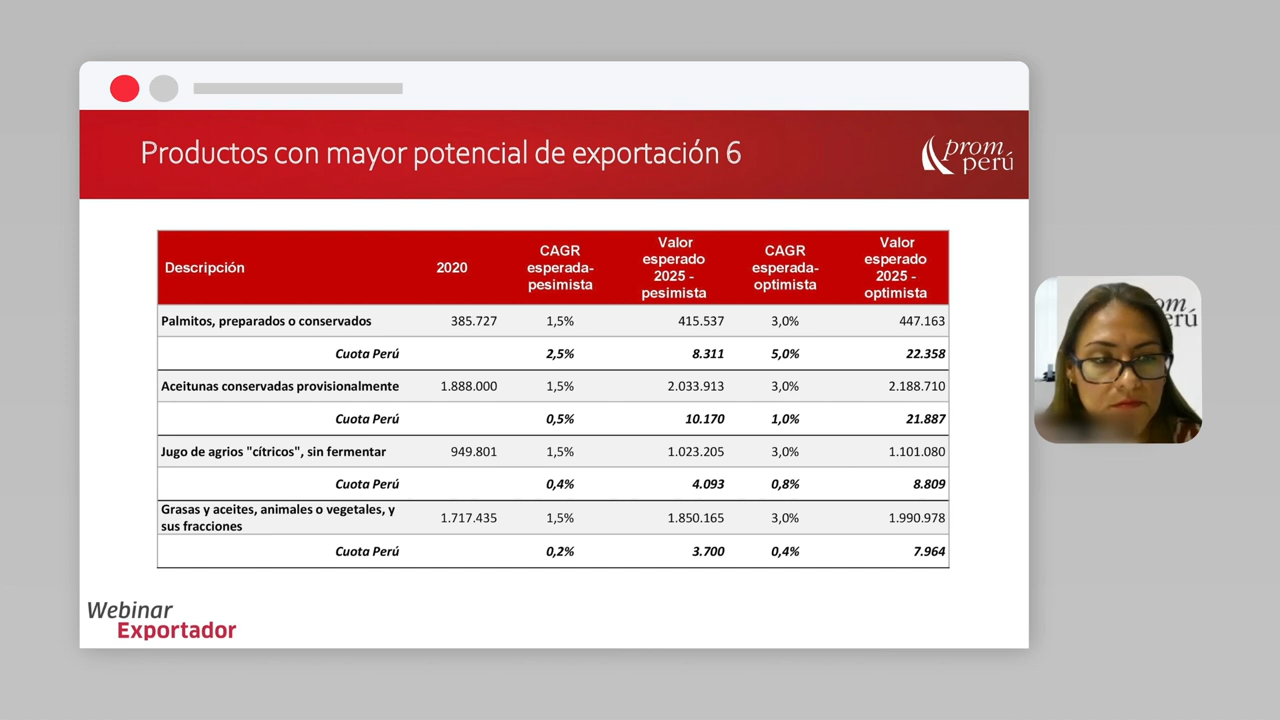 Productos con mayor potencial de exportación 6
prom
perú
Descripción 2020 CAGR esperada- pesimista Valor esperado 2025 - pesimista CAGR esperada- optimista Valor esperado 2025 - optimista
Palmitos, preparados o conservados 385.727 1,5% 415.537 3,0% 447.163
Cuota Perú 2,5% 8.311 5,0% 22.358
Aceitunas conservadas provisionalmente 1.888.000 1,5% 2.033.913 3,0% 2.188.710
Cuota Perú 0,5% 10.170 1,0% 21.887
Jugo de agrios "cítricos", sin fermentar 949.801 1,5% 1.023.205 3,0% 1.101.080
Cuota Perú 0,4% 4.093 0,8% 8.809
Grasas y aceites, animales o vegetales, y
sus fracciones 1.717.435 1,5% 1.850.165 3,0% 1.990.978
Cuota Perú 0,2% 3.700 0,4% 7.964
Webinar
Exportador
om
erú